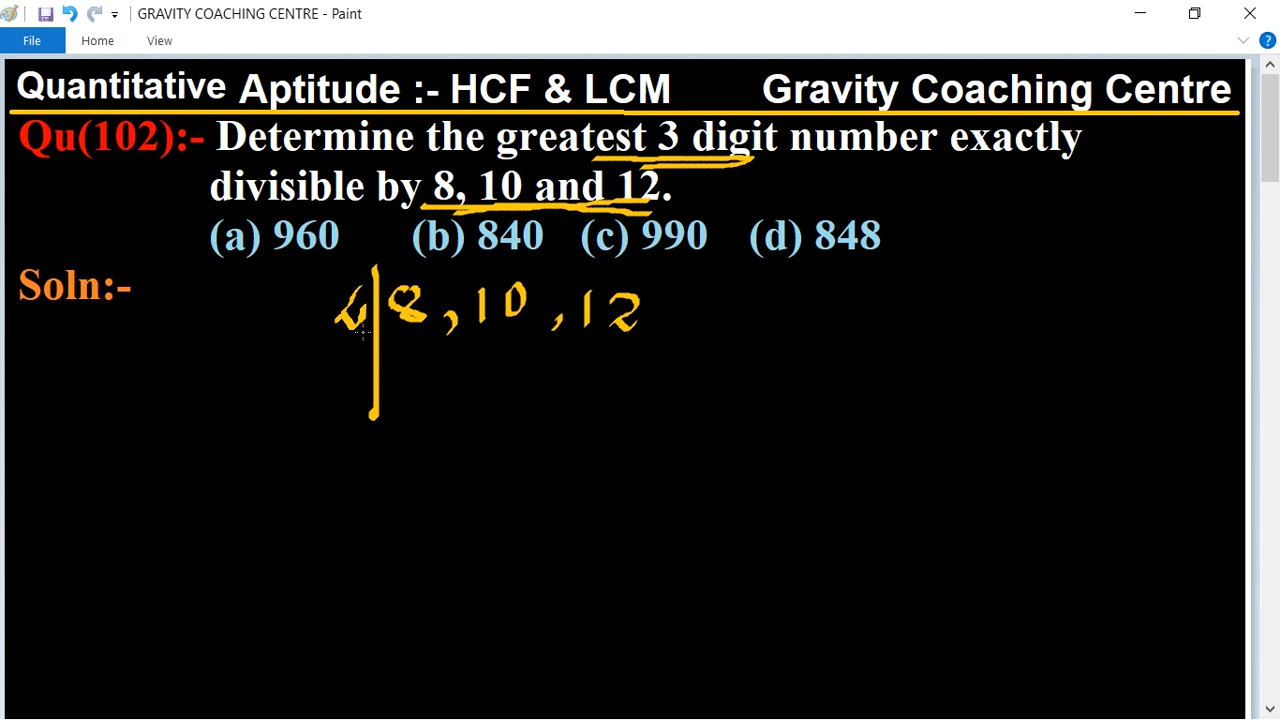 GRAVITY COACHING CENTRE - Paint
File Home View
Quantitative Aptitude :- HCF & LCM Gravity Coaching Centre
Qu(102):- Determine the greatest 3 digit number exactly
divisible by 8, 10 and 12.
(a) 960 (b) 840 (c) 990 (d) 848
Soln:-
4 8, 10, 12